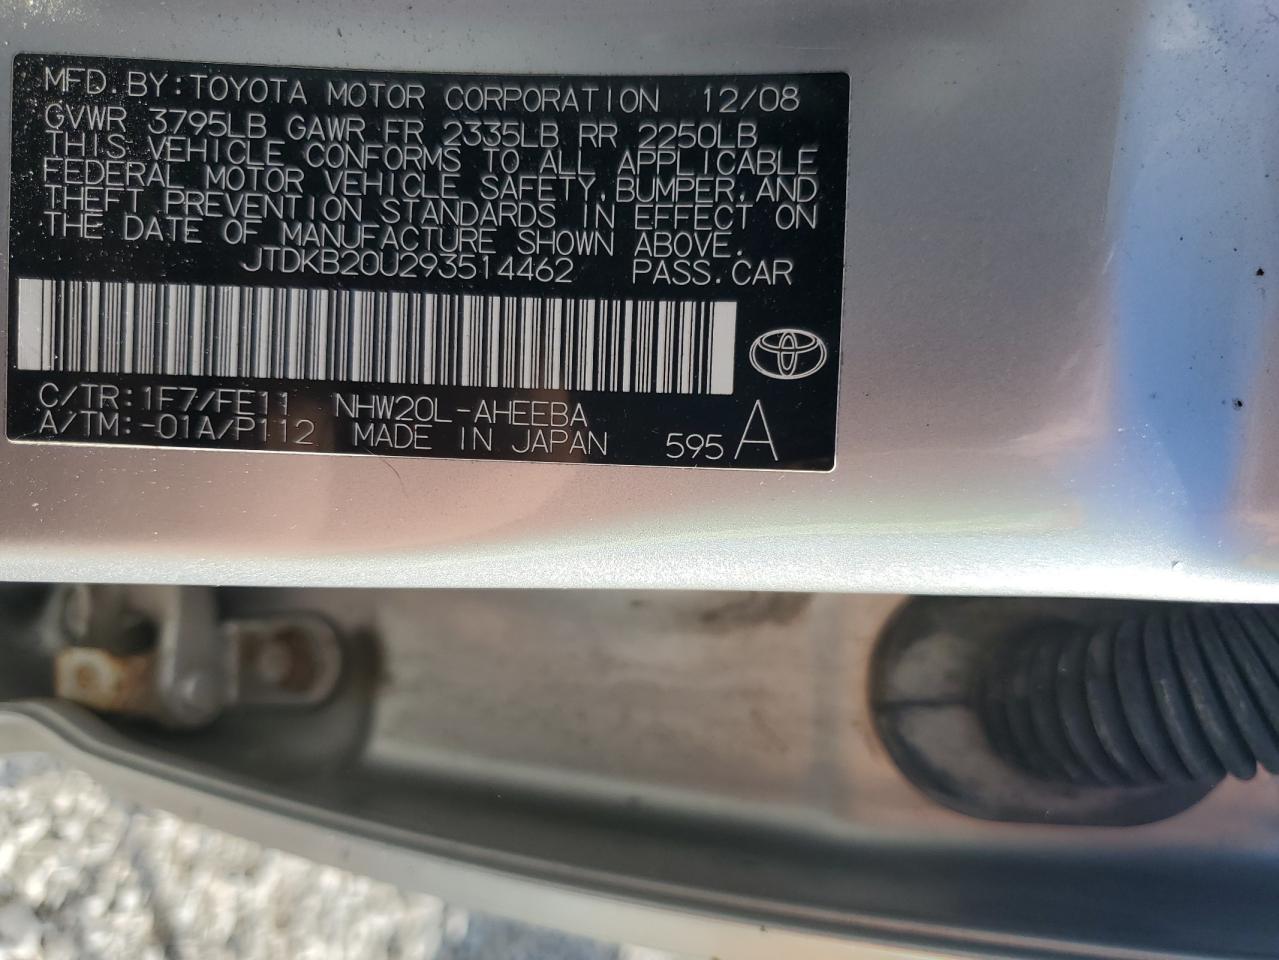 MFD.BY:TOYOTA MOTOR CORPORATION 12/08
GVWR 3795LB GAWR FR 2335LB RR 2250LB
THIS VEHICLE CONFORMS TO ALL APPLICABLE
FEDERAL MOTOR VEHICLE SAFETY,BUMPER,AND
THEFT PREVENTION STANDARDS IN EFFECT ON
THE DATE OF MANUFACTURE SHOWN ABOVE.
JTDKB20U293514462 PASS.CAR
C/TR:1F7/FE11 NHW20L-AHEEBA
A/TM:-01A/P112 MADE IN JAPAN 595 A